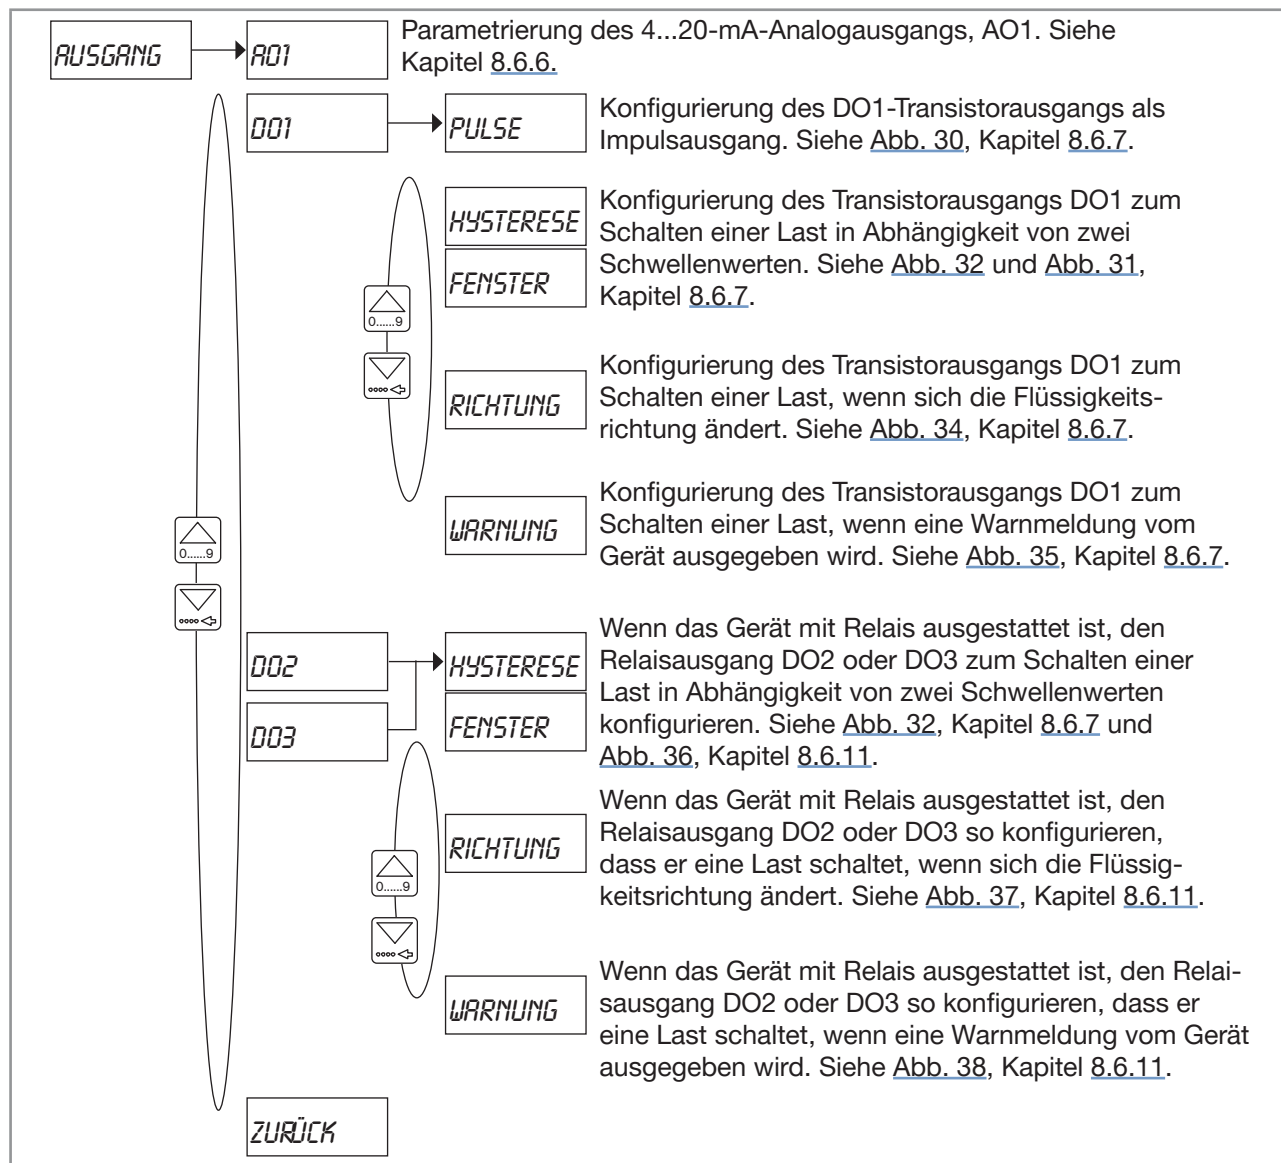 AUSGANG
AO1
Parametrierung des 4...20-mA-Analogausgangs, AO1. Siehe
Kapitel 8.6.6.
DO1
PULSE
Konfigurierung des DO1-Transistorausgangs als
Impulsausgang. Siehe Abb. 30, Kapitel 8.6.7.
HYSTERESE
FENSTER
Konfigurierung des Transistorausgangs DO1 zum
Schalten einer Last in Abhängigkeit von zwei
Schwellenwerten. Siehe Abb. 32 und Abb. 31,
Kapitel 8.6.7.
0......9
RICHTUNG
Konfigurierung des Transistorausgangs DO1 zum
Schalten einer Last, wenn sich die Flüssigkeits-
richtung ändert. Siehe Abb. 34, Kapitel 8.6.7.
WARNUNG
Konfigurierung des Transistorausgangs DO1 zum
Schalten einer Last, wenn eine Warnmeldung vom
Gerät ausgegeben wird. Siehe Abb. 35, Kapitel 8.6.7.
0......9
DO2
DO3
HYSTERESE
FENSTER
Wenn das Gerät mit Relais ausgestattet ist, den
Relaisausgang DO2 oder DO3 zum Schalten einer
Last in Abhängigkeit von zwei Schwellenwerten
konfigurieren. Siehe Abb. 32, Kapitel 8.6.7 und
Abb. 36, Kapitel 8.6.11.
RICHTUNG
Wenn das Gerät mit Relais ausgestattet ist, den
Relaisausgang DO2 oder DO3 so konfigurieren,
dass er eine Last schaltet, wenn sich die Flüssig-
keitsrichtung ändert. Siehe Abb. 37, Kapitel 8.6.11.
0......9
WARNUNG
Wenn das Gerät mit Relais ausgestattet ist, den Relai-
sausgang DO2 oder DO3 so konfigurieren, dass er
eine Last schaltet, wenn eine Warnmeldung vom Gerät
ausgegeben wird. Siehe Abb. 38, Kapitel 8.6.11.
ZURÜCK